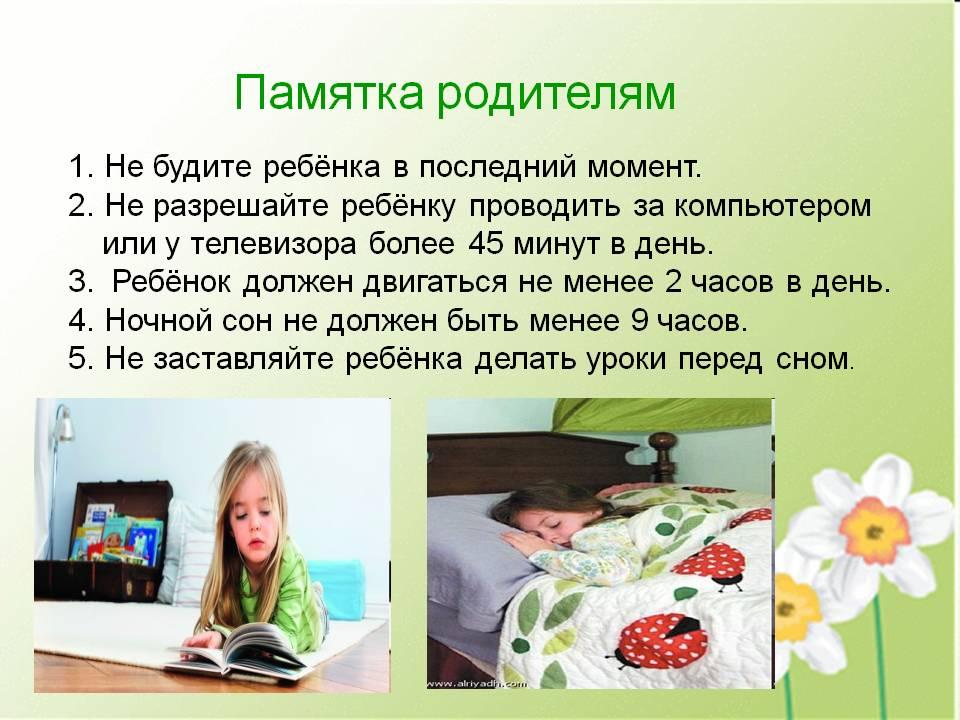 Памятка родителям
1. Не будите ребёнка в последний момент.
2. Не разрешайте ребёнку проводить за компьютером
или у телевизора более 45 минут в день.
3. Ребёнок должен двигаться не менее 2 часов в день.
4. Ночной сон не должен быть менее 9 часов.
5. Не заставляйте ребёнка делать уроки перед сном.
www.alriyadh.com